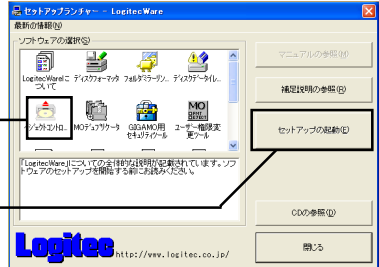 セットアップランチャー － LogitecWare
最新の情報(N)
ソフトウェアの選択(S)
LogitecWareに
ついて
ディスクフォーマッタ
フォルダミラーリン...
ディスクデータイレ...
マニュアルの参照(M)
補足説明の参照(R)
MOデュプリケータ
GIGAMO用
セキュリティツール
MO
ユーザー権限変
更ツール
セットアップの起動(E)
「LogitecWare」についての全体的な説明が記載されています。ソフ
トウェアのセットアップを開始する前にお読みください。
CDの参照(D)
Logitec
http://www.logitec.co.jp/
閉じる